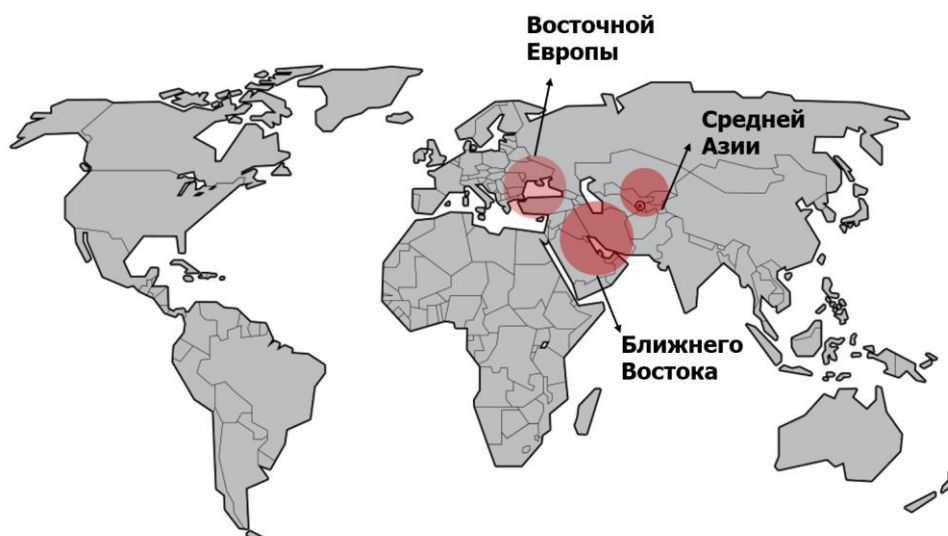 Восточной
Европы
Средней
Азии
Ближнего
Востока